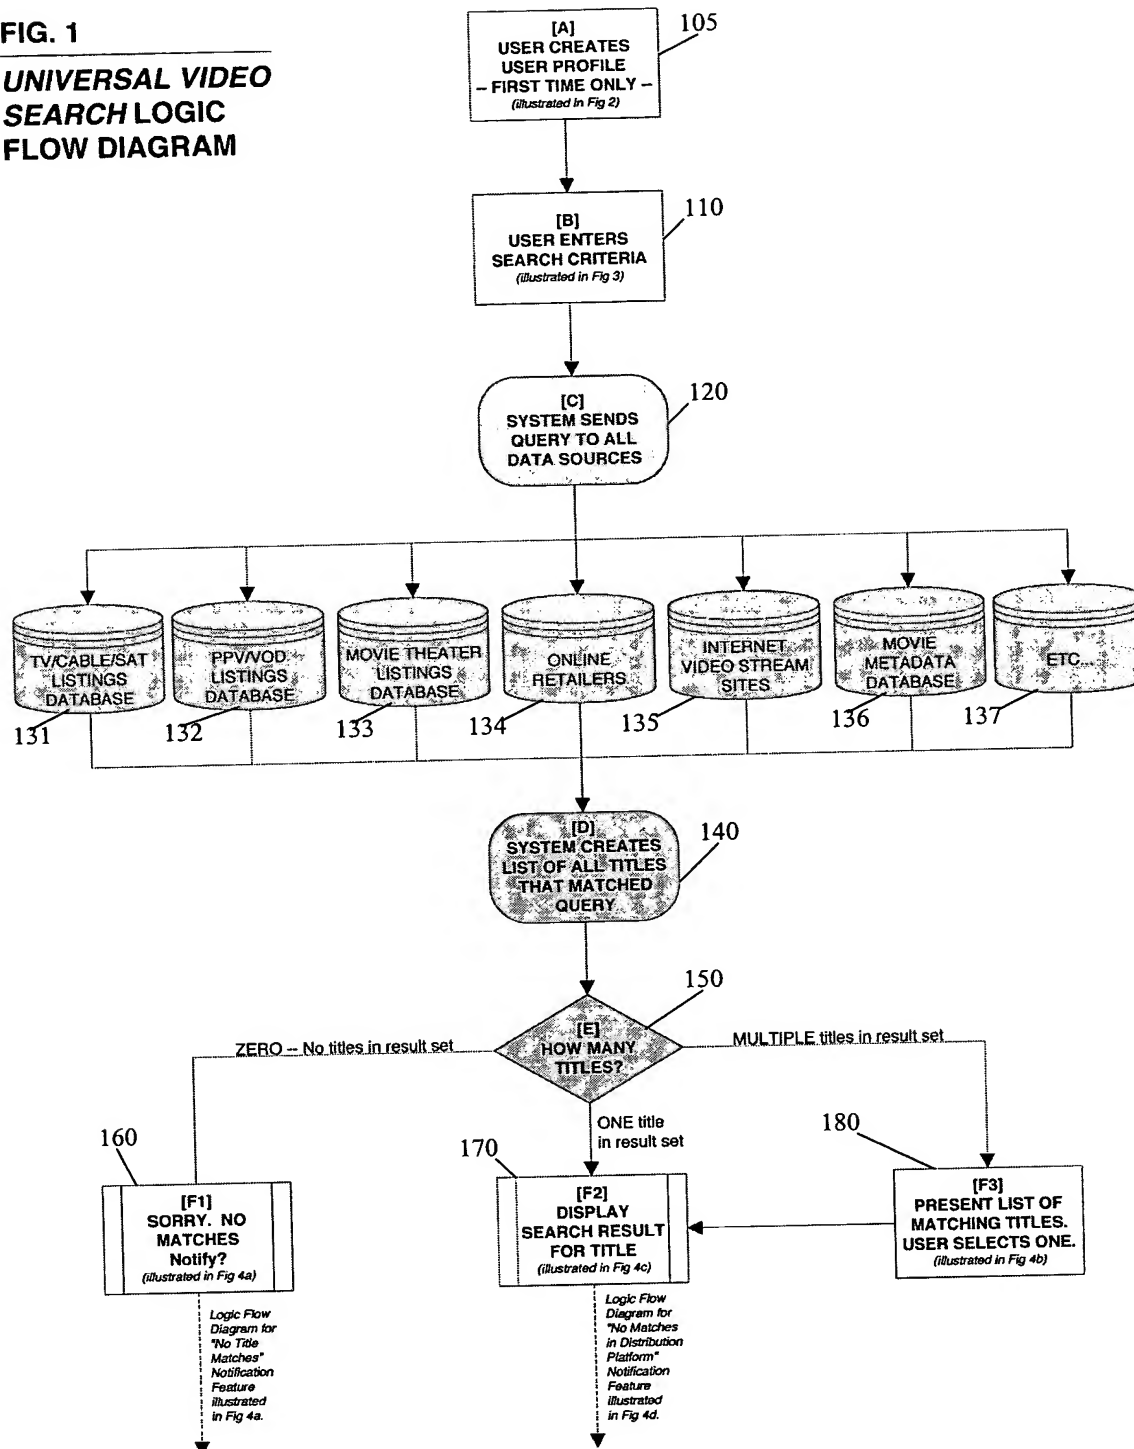 FIG. 1
UNIVERSAL VIDEO
SEARCH LOGIC
FLOW DIAGRAM
[A]
USER CREATES
USER PROFILE
– FIRST TIME ONLY –
(illustrated in Fig 2)
105
[B]
USER ENTERS
SEARCH CRITERIA
(illustrated in Fig 3)
110
[C]
SYSTEM SENDS
QUERY TO ALL
DATA SOURCES
120
TV/CABLE/SAT
LISTINGS
DATABASE
131
PPV/VOD
LISTINGS
DATABASE
132
MOVIE THEATER
LISTINGS
DATABASE
133
ONLINE
RETAILERS
134
INTERNET
VIDEO STREAM
SITES
135
MOVIE
METADATA
DATABASE
136
ETC...
137
[D]
SYSTEM CREATES
LIST OF ALL TITLES
THAT MATCHED
QUERY
140
[E]
HOW MANY
TITLES?
150
ZERO – No titles in result set
MULTIPLE titles in result set
ONE title
in result set
160
[F1]
SORRY. NO
MATCHES
Notify?
(illustrated in Fig 4a)
170
[F2]
DISPLAY
SEARCH RESULT
FOR TITLE
(illustrated in Fig 4c)
180
[F3]
PRESENT LIST OF
MATCHING TITLES.
USER SELECTS ONE.
(illustrated in Fig 4b)
Logic Flow
Diagram for
"No Title
Matches"
Notification
Feature
illustrated
in Fig 4a.
Logic Flow
Diagram for
"No Matches
in Distribution
Platform"
Notification
Feature
illustrated
in Fig 4d.